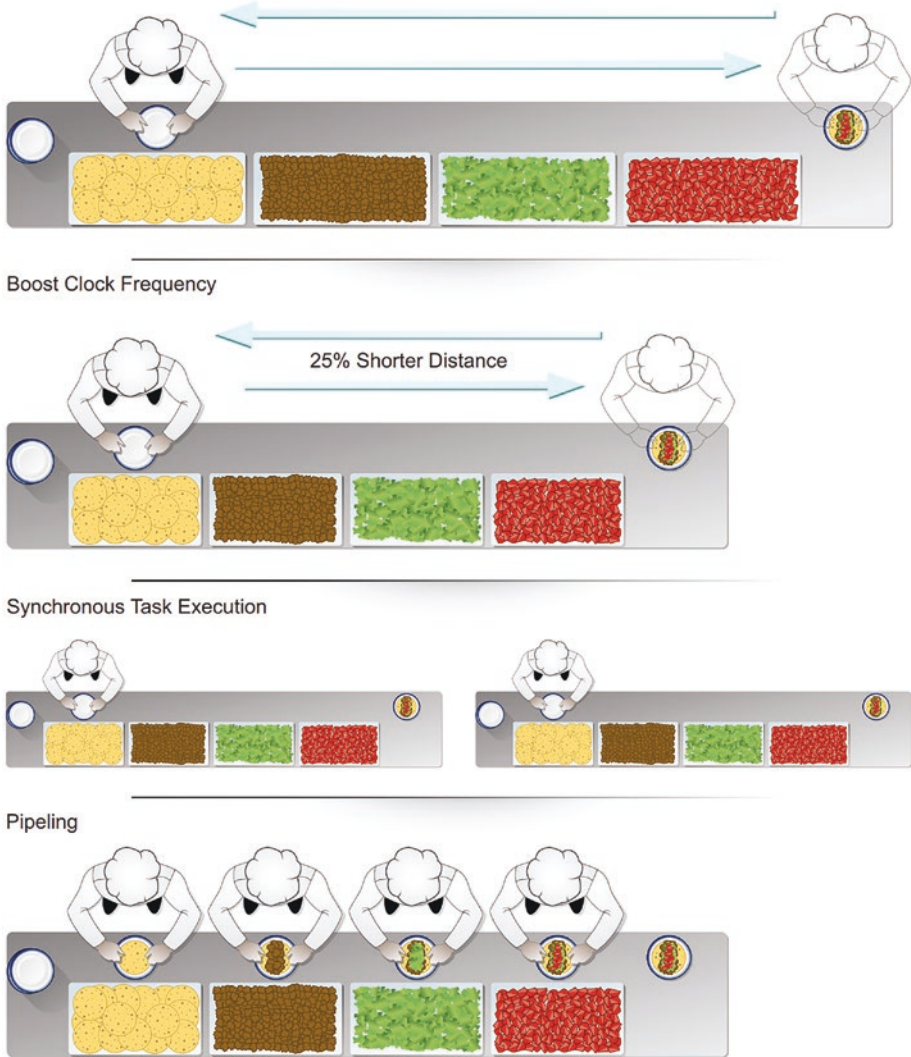 Boost Clock Frequency
25% Shorter Distance
Synchronous Task Execution
Pipeling